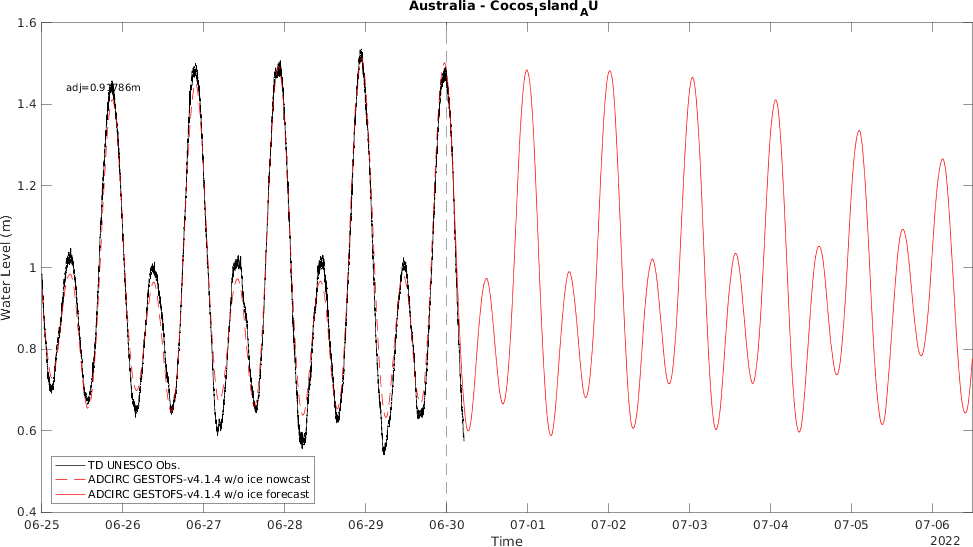 Australia - Cocos_Island_AU
1.6
1.4
1.2
1
0.8
0.6
0.4
Water Level (m)
adj=0.91786m
TD UNESCO Obs.
ADCIRC GESTOFS-v4.1.4 w/o ice nowcast
ADCIRC GESTOFS-v4.1.4 w/o ice forecast
06-25 06-26 06-27 06-28 06-29 06-30 07-01 07-02 07-03 07-04 07-05 07-06
Time
2022